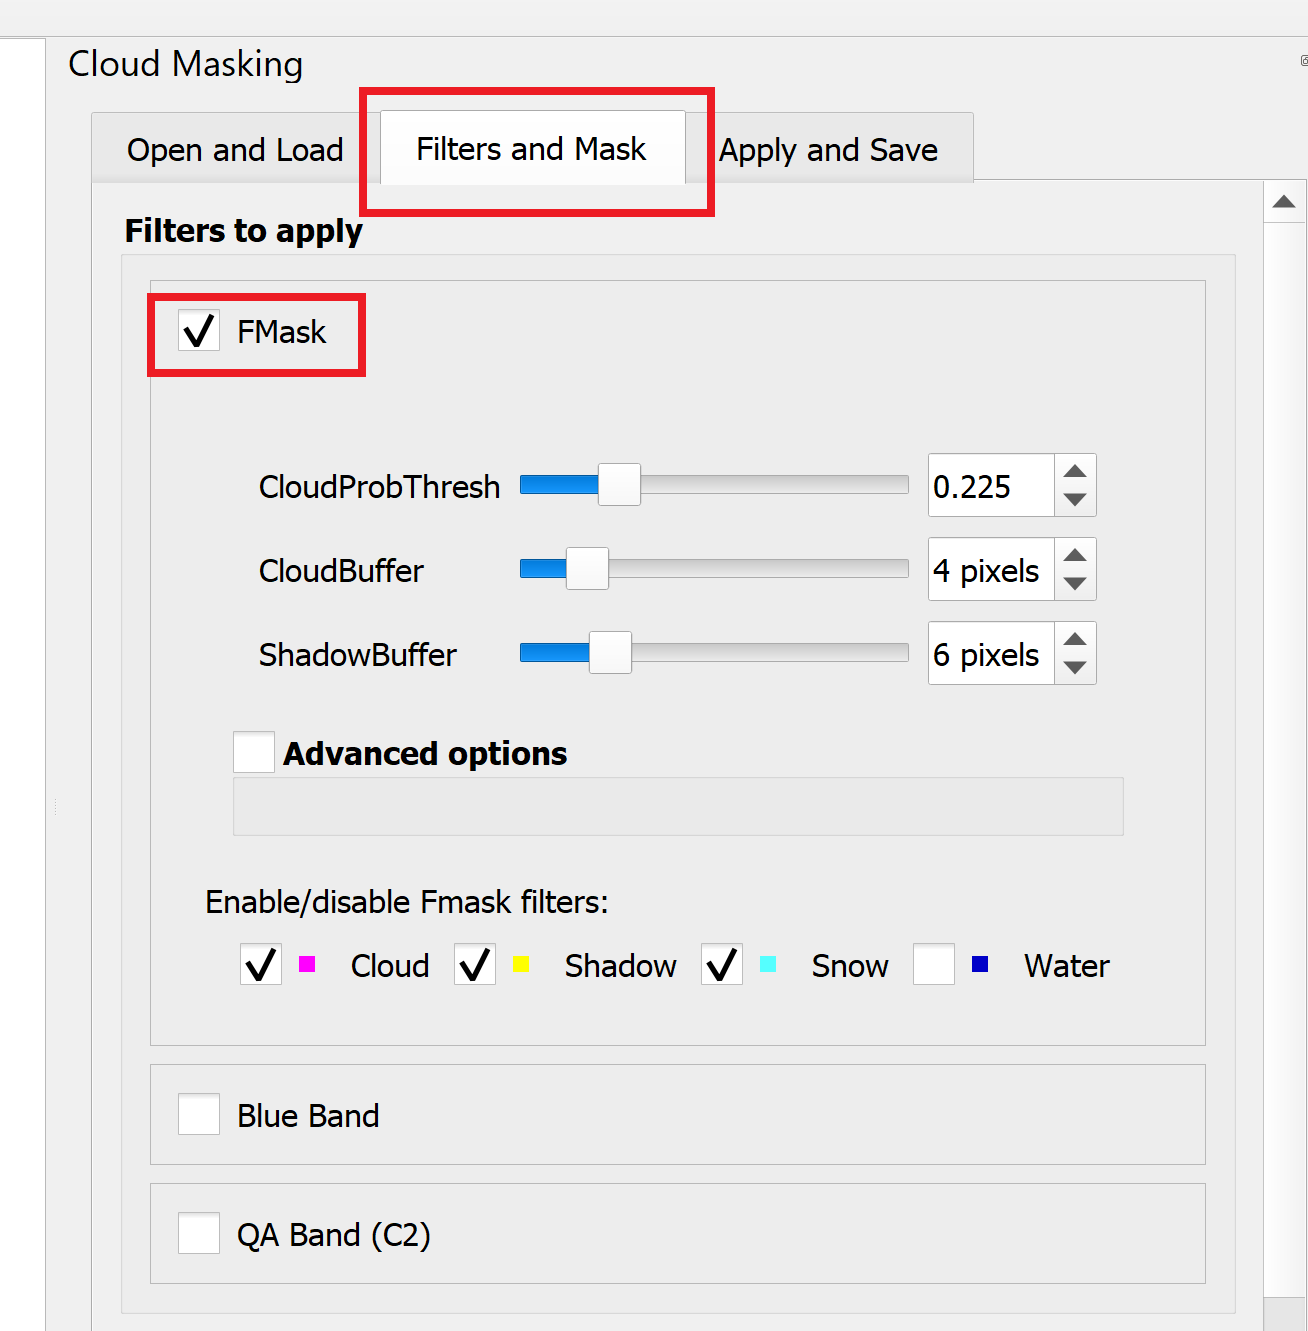 Cloud Masking
Open and Load
Filters and Mask
Apply and Save
Filters to apply
FMask
CloudProbThresh
0.225
CloudBuffer
4 pixels
ShadowBuffer
6 pixels
Advanced options
Enable/disable Fmask filters:
Cloud
Shadow
Snow
Water
Blue Band
QA Band (C2)